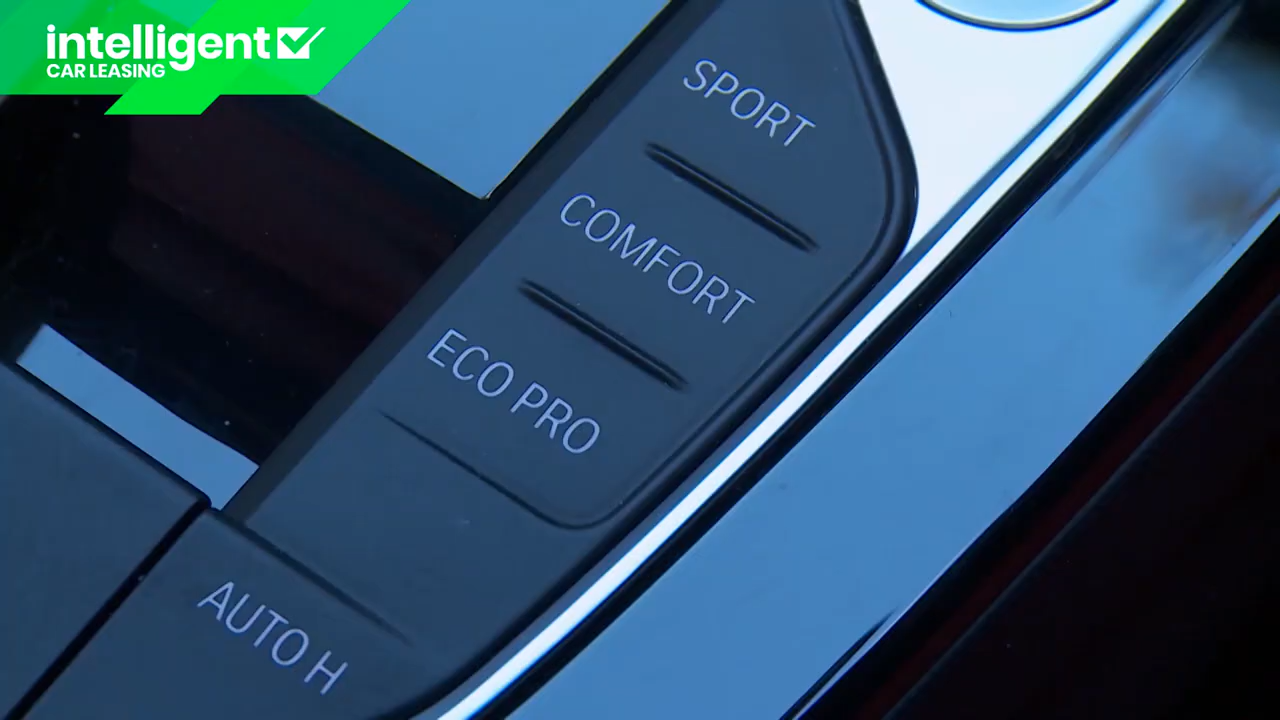 intelligent
CAR LEASING
SPORT
COMFORT
ECO PRO
AUTO H